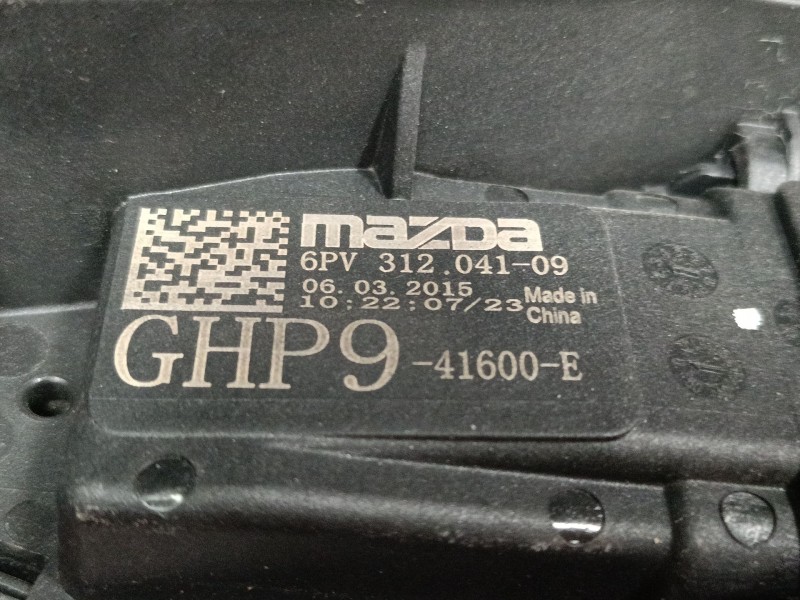 mazda
6PV 312.041-09
06.03.2015
10:22:07/23
Made in
China
GHP9-41600-E